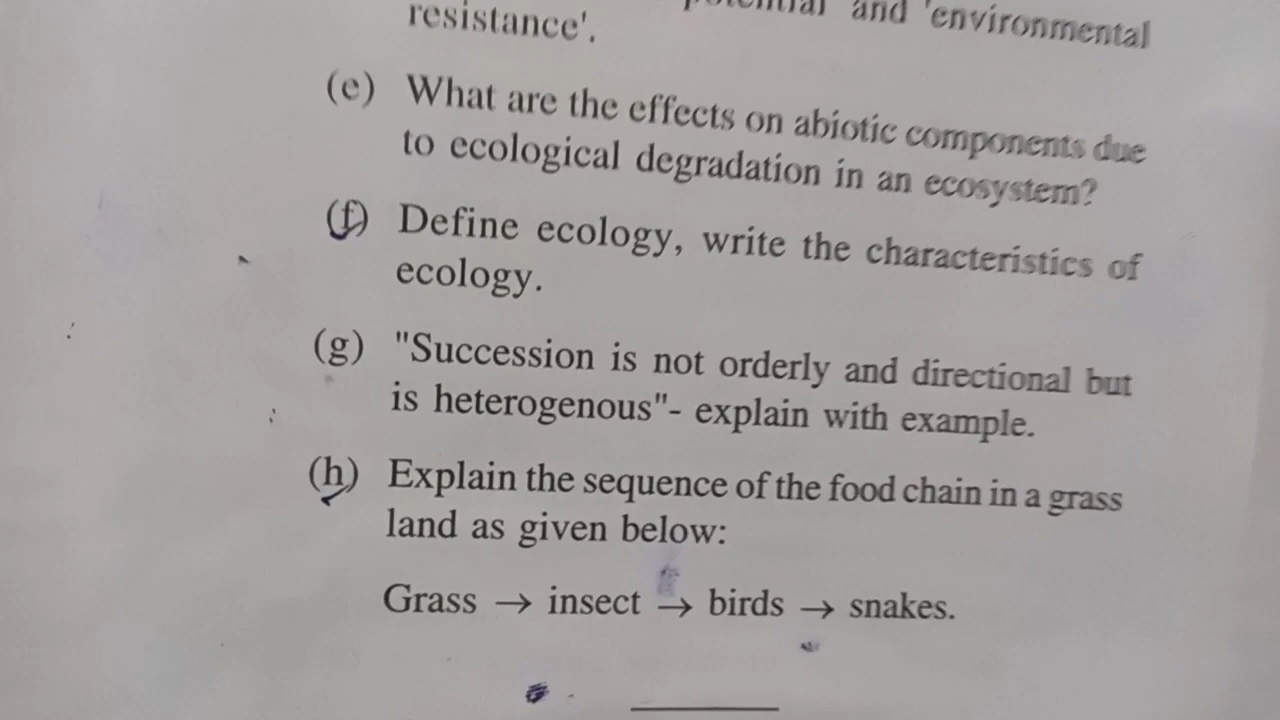 potential and 'environmental
resistance'.
(e) What are the effects on abiotic components due
to ecological degradation in an ecosystem?
(f) Define ecology, write the characteristics of
ecology.
(g) "Succession is not orderly and directional but
is heterogenous"- explain with example.
(h) Explain the sequence of the food chain in a grass
land as given below:
Grass → insect → birds → snakes.